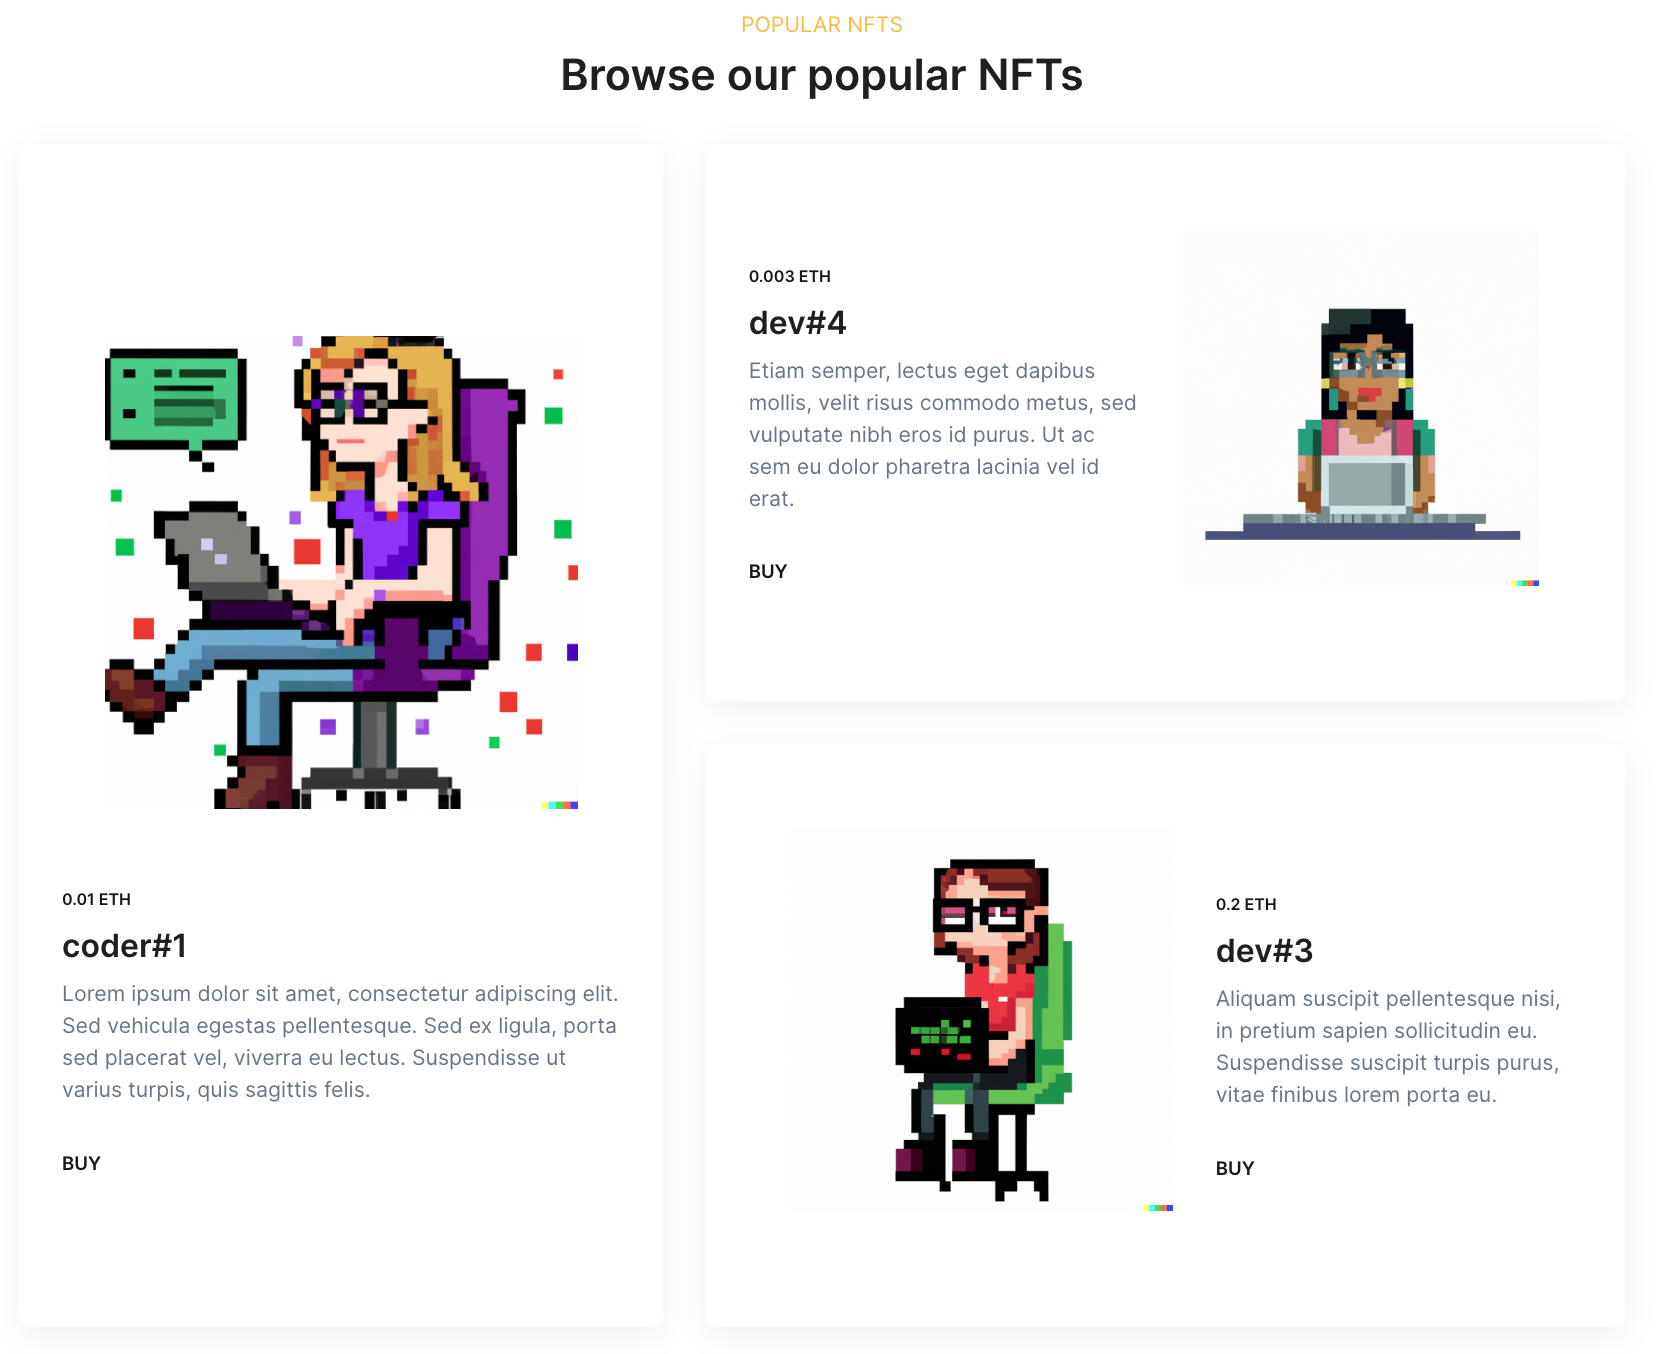 POPULAR NFTS
Browse our popular NFTs
0.01 ETH
coder#1
Lorem ipsum dolor sit amet, consectetur adipiscing elit.
Sed vehicula egestas pellentesque. Sed ex ligula, porta
sed placerat vel, viverra eu lectus. Suspendisse ut
varius turpis, quis sagittis felis.
BUY
0.003 ETH
dev#4
Etiam semper, lectus eget dapibus
mollis, velit risus commodo metus, sed
vulputate nibh eros id purus. Ut ac
sem eu dolor pharetra lacinia vel id
erat.
BUY
0.2 ETH
dev#3
Aliquam suscipit pellentesque nisi,
in pretium sapien sollicitudin eu.
Suspendisse suscipit turpis purus,
vitae finibus lorem porta eu.
BUY